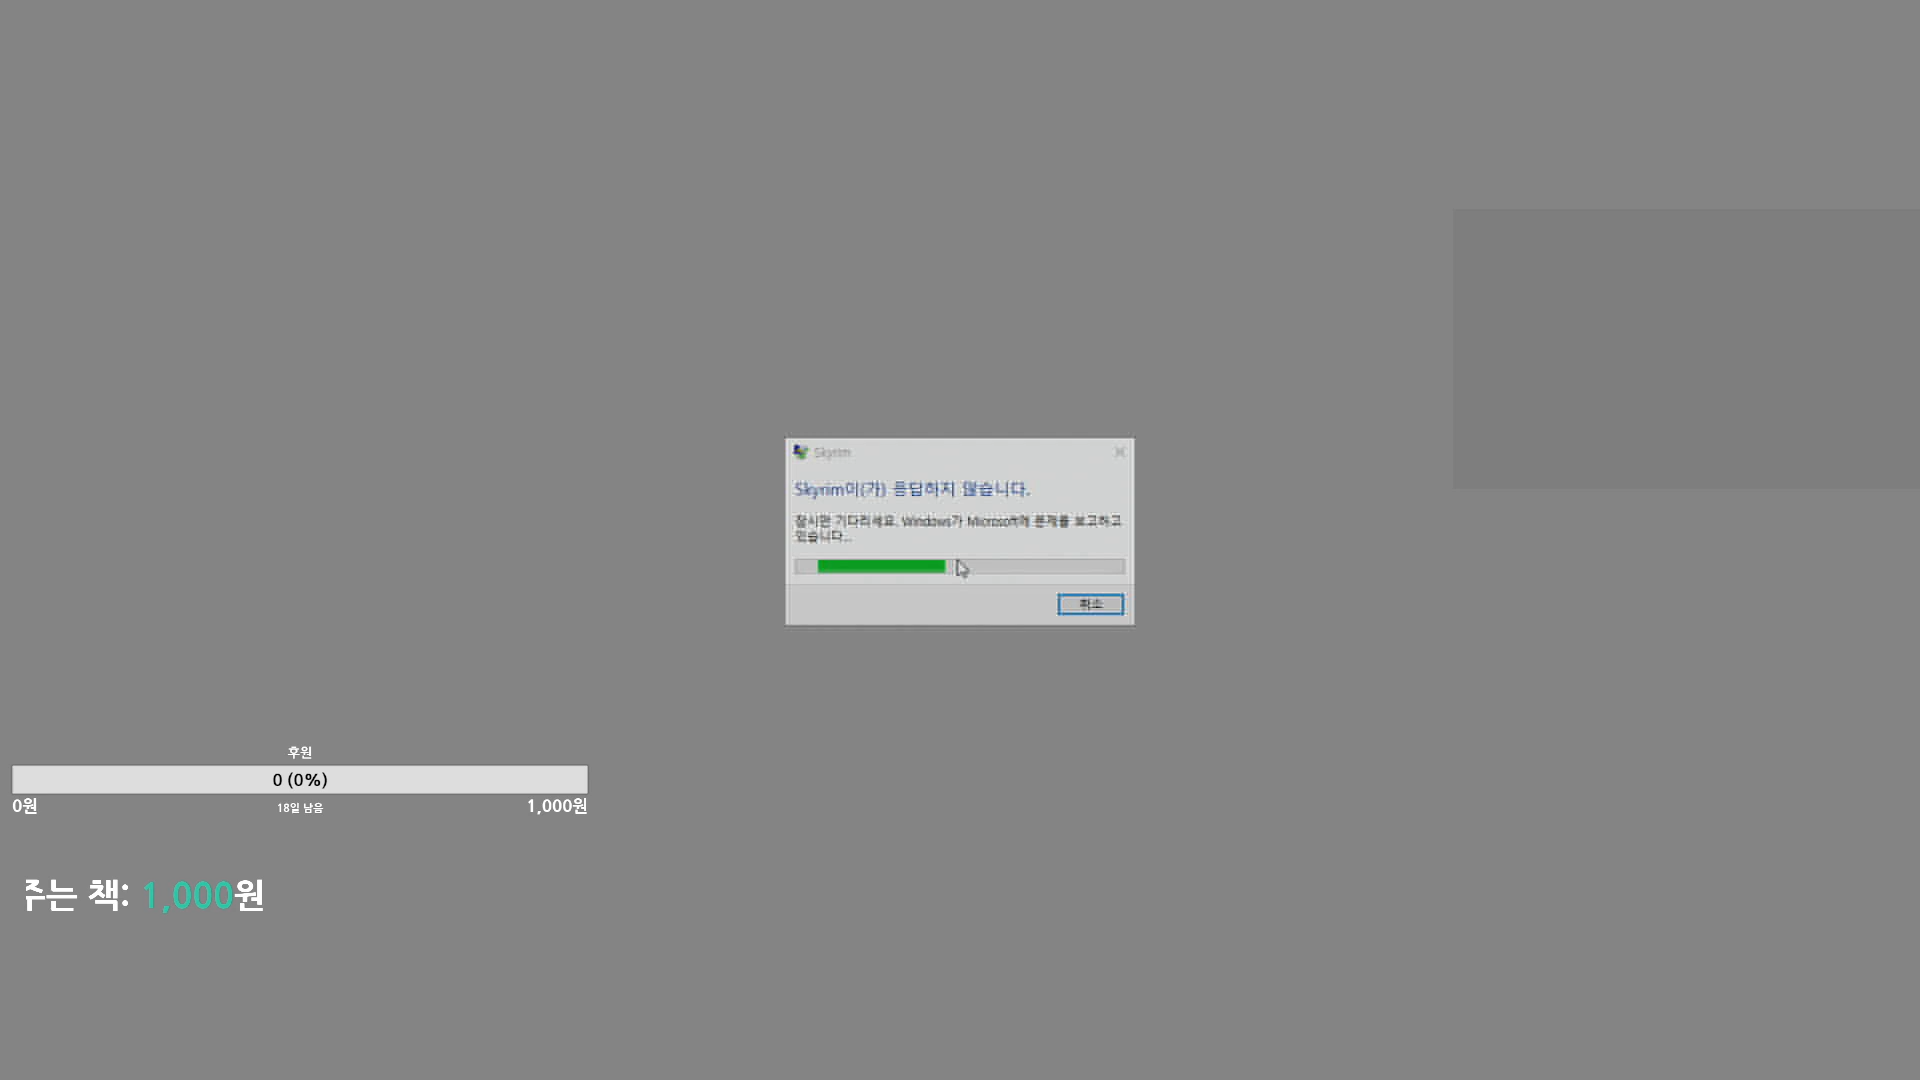 Skyrim
Skyrim이(가) 응답하지 않습니다.
잠시만 기다리세요. Windows가 Microsoft에 문제를 보고하고
있습니다...
취소
후원
0 (0%)
0원
18일 남음
1,000원
주는 책: 1,000원